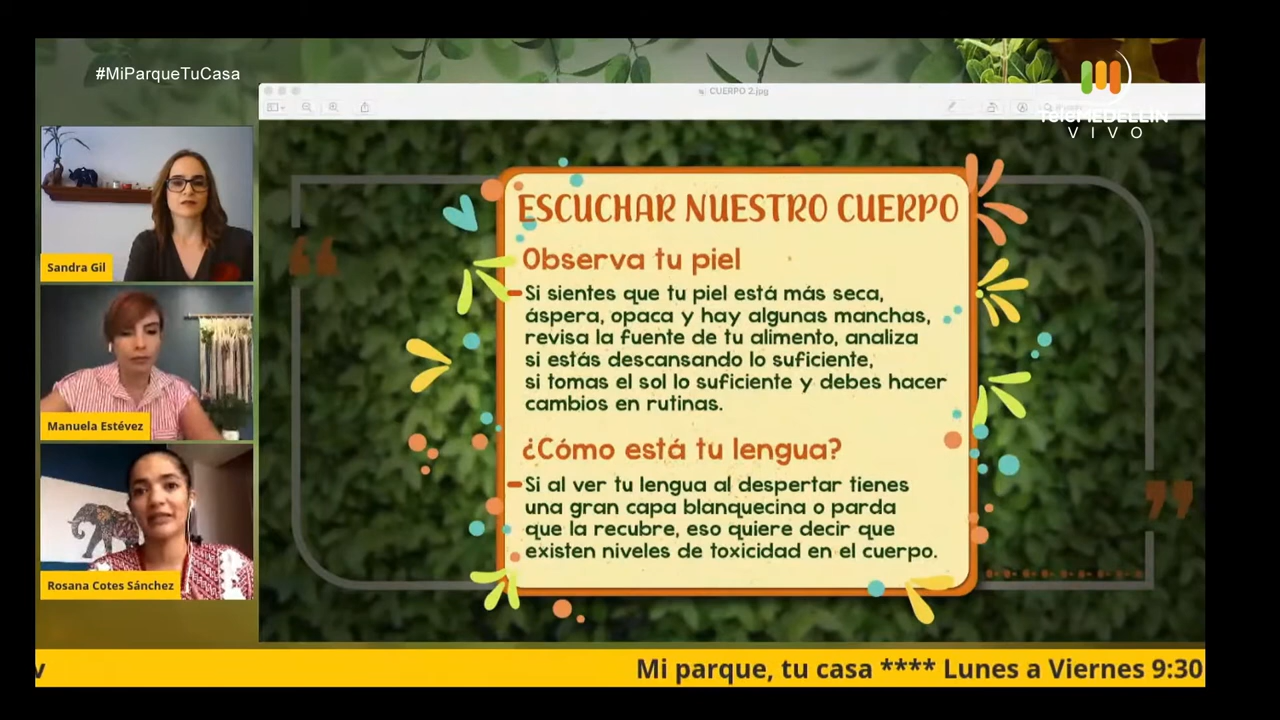 #MiParqueTuCasa
CUERPO 2.jpg
VIVO
Sandra Gil
Manuela Estévez
Rosana Cotes Sánchez
ESCUCHAR NUESTRO CUERPO
Observa tu piel
Si sientes que tu piel está más seca,
áspera, opaca y hay algunas manchas,
revisa la fuente de tu alimento, analiza
si estás descansando lo suficiente,
si tomas el sol lo suficiente y debes hacer
cambios en rutinas.
¿Cómo está tu lengua?
Si al ver tu lengua al despertar tienes
una gran capa blanquecina o parda
que la recubre, eso quiere decir que
existen niveles de toxicidad en el cuerpo.
v
Mi parque, tu casa **** Lunes a Viernes 9:30